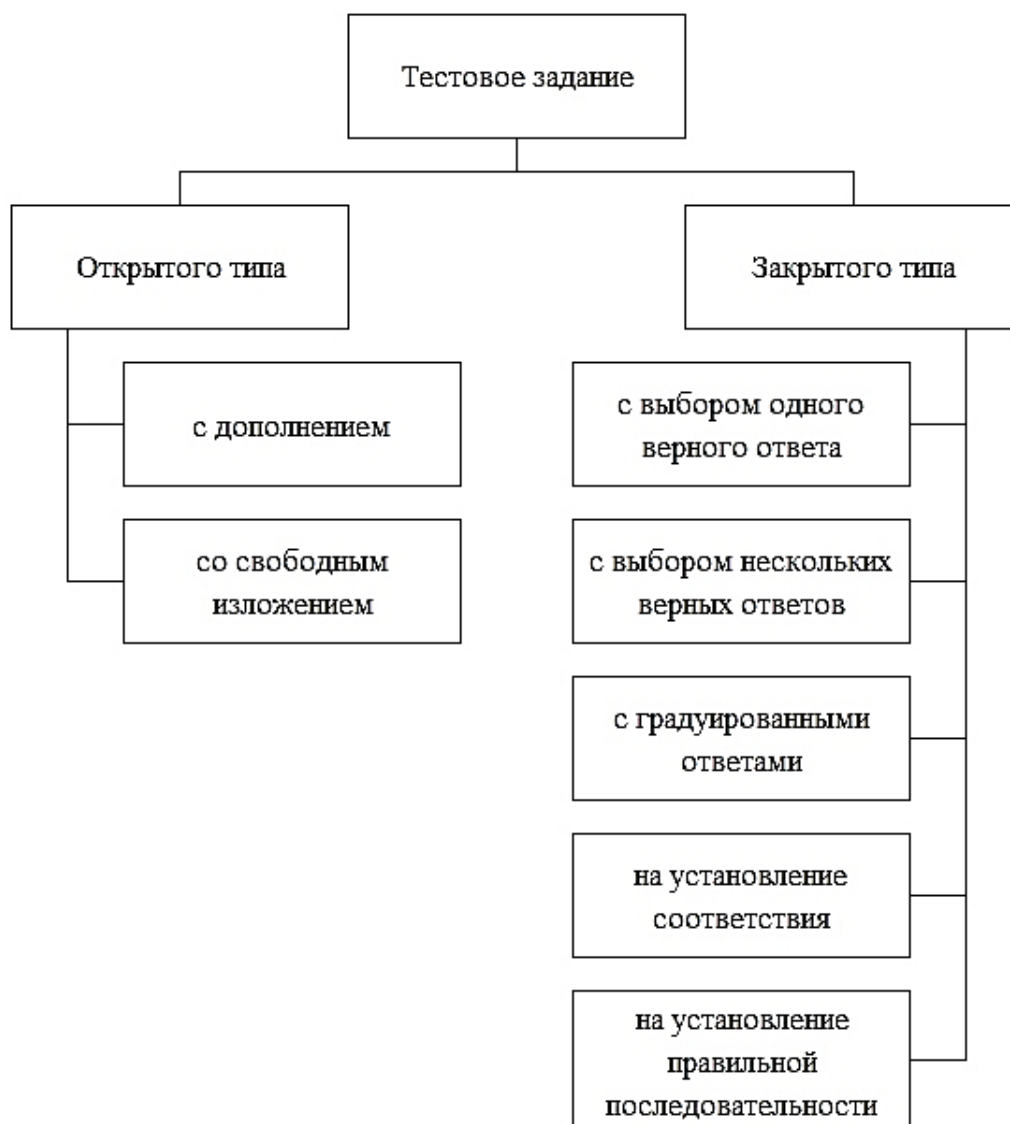 Тестовое задание
Открытого типа
Закрытого типа
с дополнением
со свободным
изложением
с выбором одного
верного ответа
с выбором нескольких
верных ответов
с градуированными
ответами
на установление
соответствия
на установление
правильной
последовательности